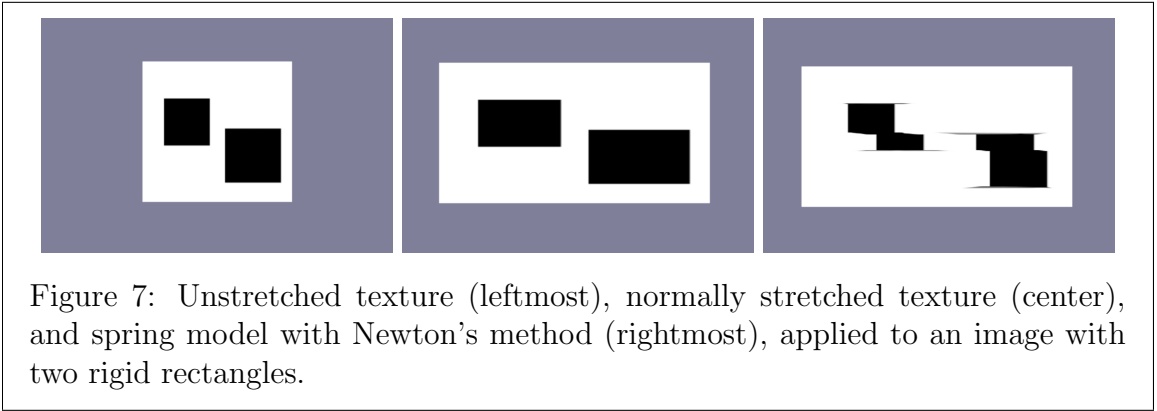 Figure 7: Unstretched texture (leftmost), normally stretched texture (center),
and spring model with Newton's method (rightmost), applied to an image with
two rigid rectangles.